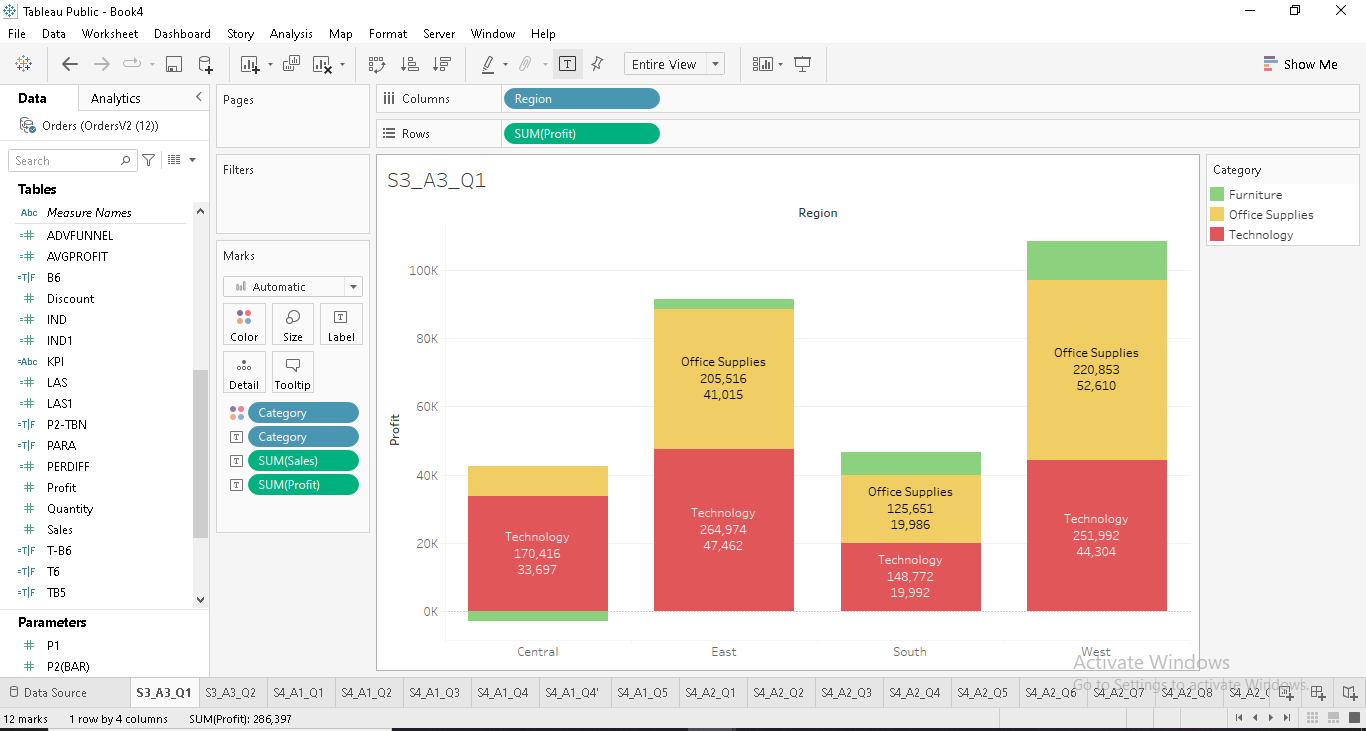 Tableau Public - Book4
File Data Worksheet Dashboard Story Analysis Map Format Server Window Help
Entire View
Show Me
Data Analytics
Orders (OrdersV2 (12))
Search
Tables
Abc Measure Names
ADVFUNNEL
AVGPROFIT
=T|F B6
Discount
IND
IND1
=Abc KPI
LAS
LAS1
=T|F P2-TBN
=T|F PARA
PERDIFF
Profit
Quantity
Sales
=T|F T-B6
=T|F T6
=T|F TB5
Parameters
P1
P2(BAR)
Pages
Filters
Marks
Automatic
Color Size Label
Detail Tooltip
Category
Category
SUM(Sales)
SUM(Profit)
Columns Region
Rows SUM(Profit)
S3_A3_Q1
Region
Profit
100K
80K
60K
40K
20K
0K
Technology
170,416
33,697
Office Supplies
205,516
41,015
Technology
264,974
47,462
Office Supplies
125,651
19,986
Technology
148,772
19,992
Office Supplies
220,853
52,610
Technology
251,992
44,304
Central East South West
Category
Furniture
Office Supplies
Technology
Activate Windows
Go to Settings to activate Windows.
Data Source S3_A3_Q1 S3_A3_Q2 S4_A1_Q1 S4_A1_Q2 S4_A1_Q3 S4_A1_Q4 S4_A1_Q4' S4_A1_Q5 S4_A2_Q1 S4_A2_Q2 S4_A2_Q3 S4_A2_Q4 S4_A2_Q5 S4_A2_Q6 S4_A2_Q7 S4_A2_Q8 S4_A2_
12 marks 1 row by 4 columns SUM(Profit): 286,397